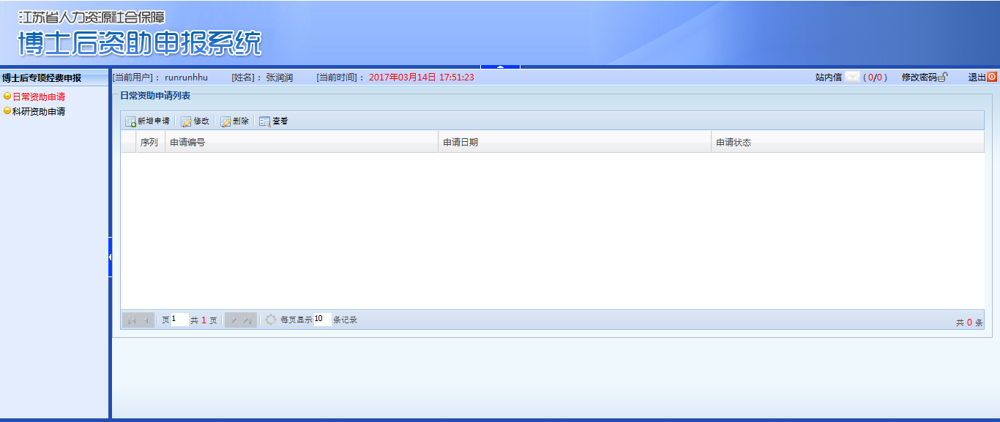 江苏省人力资源社会保障
博士后资助申报系统
博士后专项经费申报
日常资助申请
科研资助申请
[当前用户]： runrunhhu [姓名]： 张润润 [当前时间]： 2017年03月14日 17:51:23 站内信 (0/0) 修改密码 退出
日常资助申请列表
新增申请 修改 删除 查看
序列 申请编号 申请日期 申请状态
页 1 共 1 页 每页显示 10 条记录 共 0 条